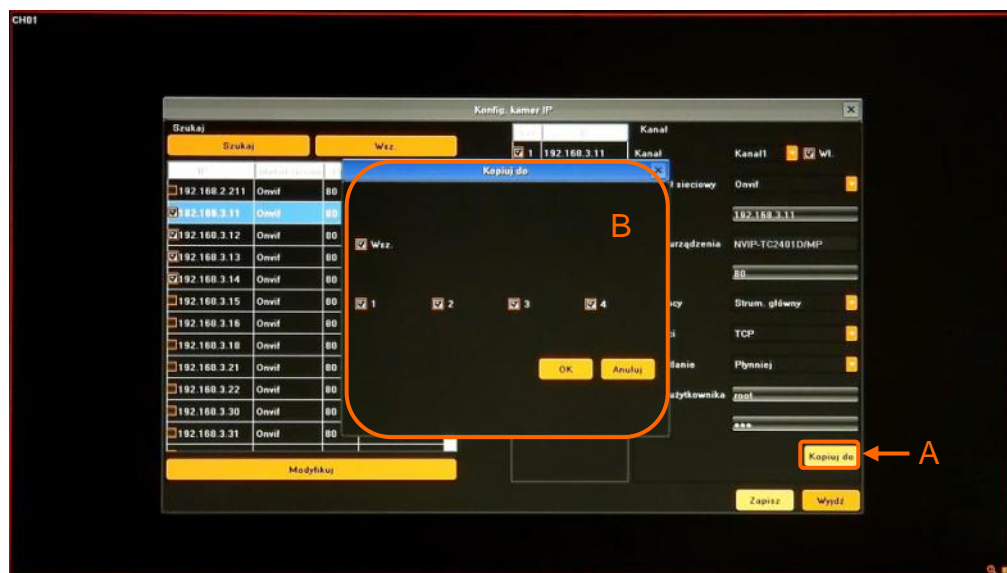 CH01
Konfig. kamer IP
Szukaj
Szukaj
Wsz.
IP
192.168.2.211 Onvif 80
192.168.3.11 Onvif 80
192.168.3.12 Onvif 80
192.168.3.13 Onvif 80
192.168.3.14 Onvif 80
192.168.3.15 Onvif 80
192.168.3.16 Onvif 80
192.168.3.18 Onvif 80
192.168.3.21 Onvif 80
192.168.3.22 Onvif 80
192.168.3.30 Onvif 80
192.168.3.31 Onvif 80
Modyfikuj
1 192.168.3.11
Kopiuj do
B
Wsz.
1 2 3 4
OK Anuluj
Kanał
Kanał Kanał1 Wł.
sieciowy Onvif
192.168.3.11
urządzenia NVIP-TC2401D/MP
80
Strum. główny
TCP
Płynniej
użytkownika root
•••
Kopiuj do
A
Zapisz Wyjdź